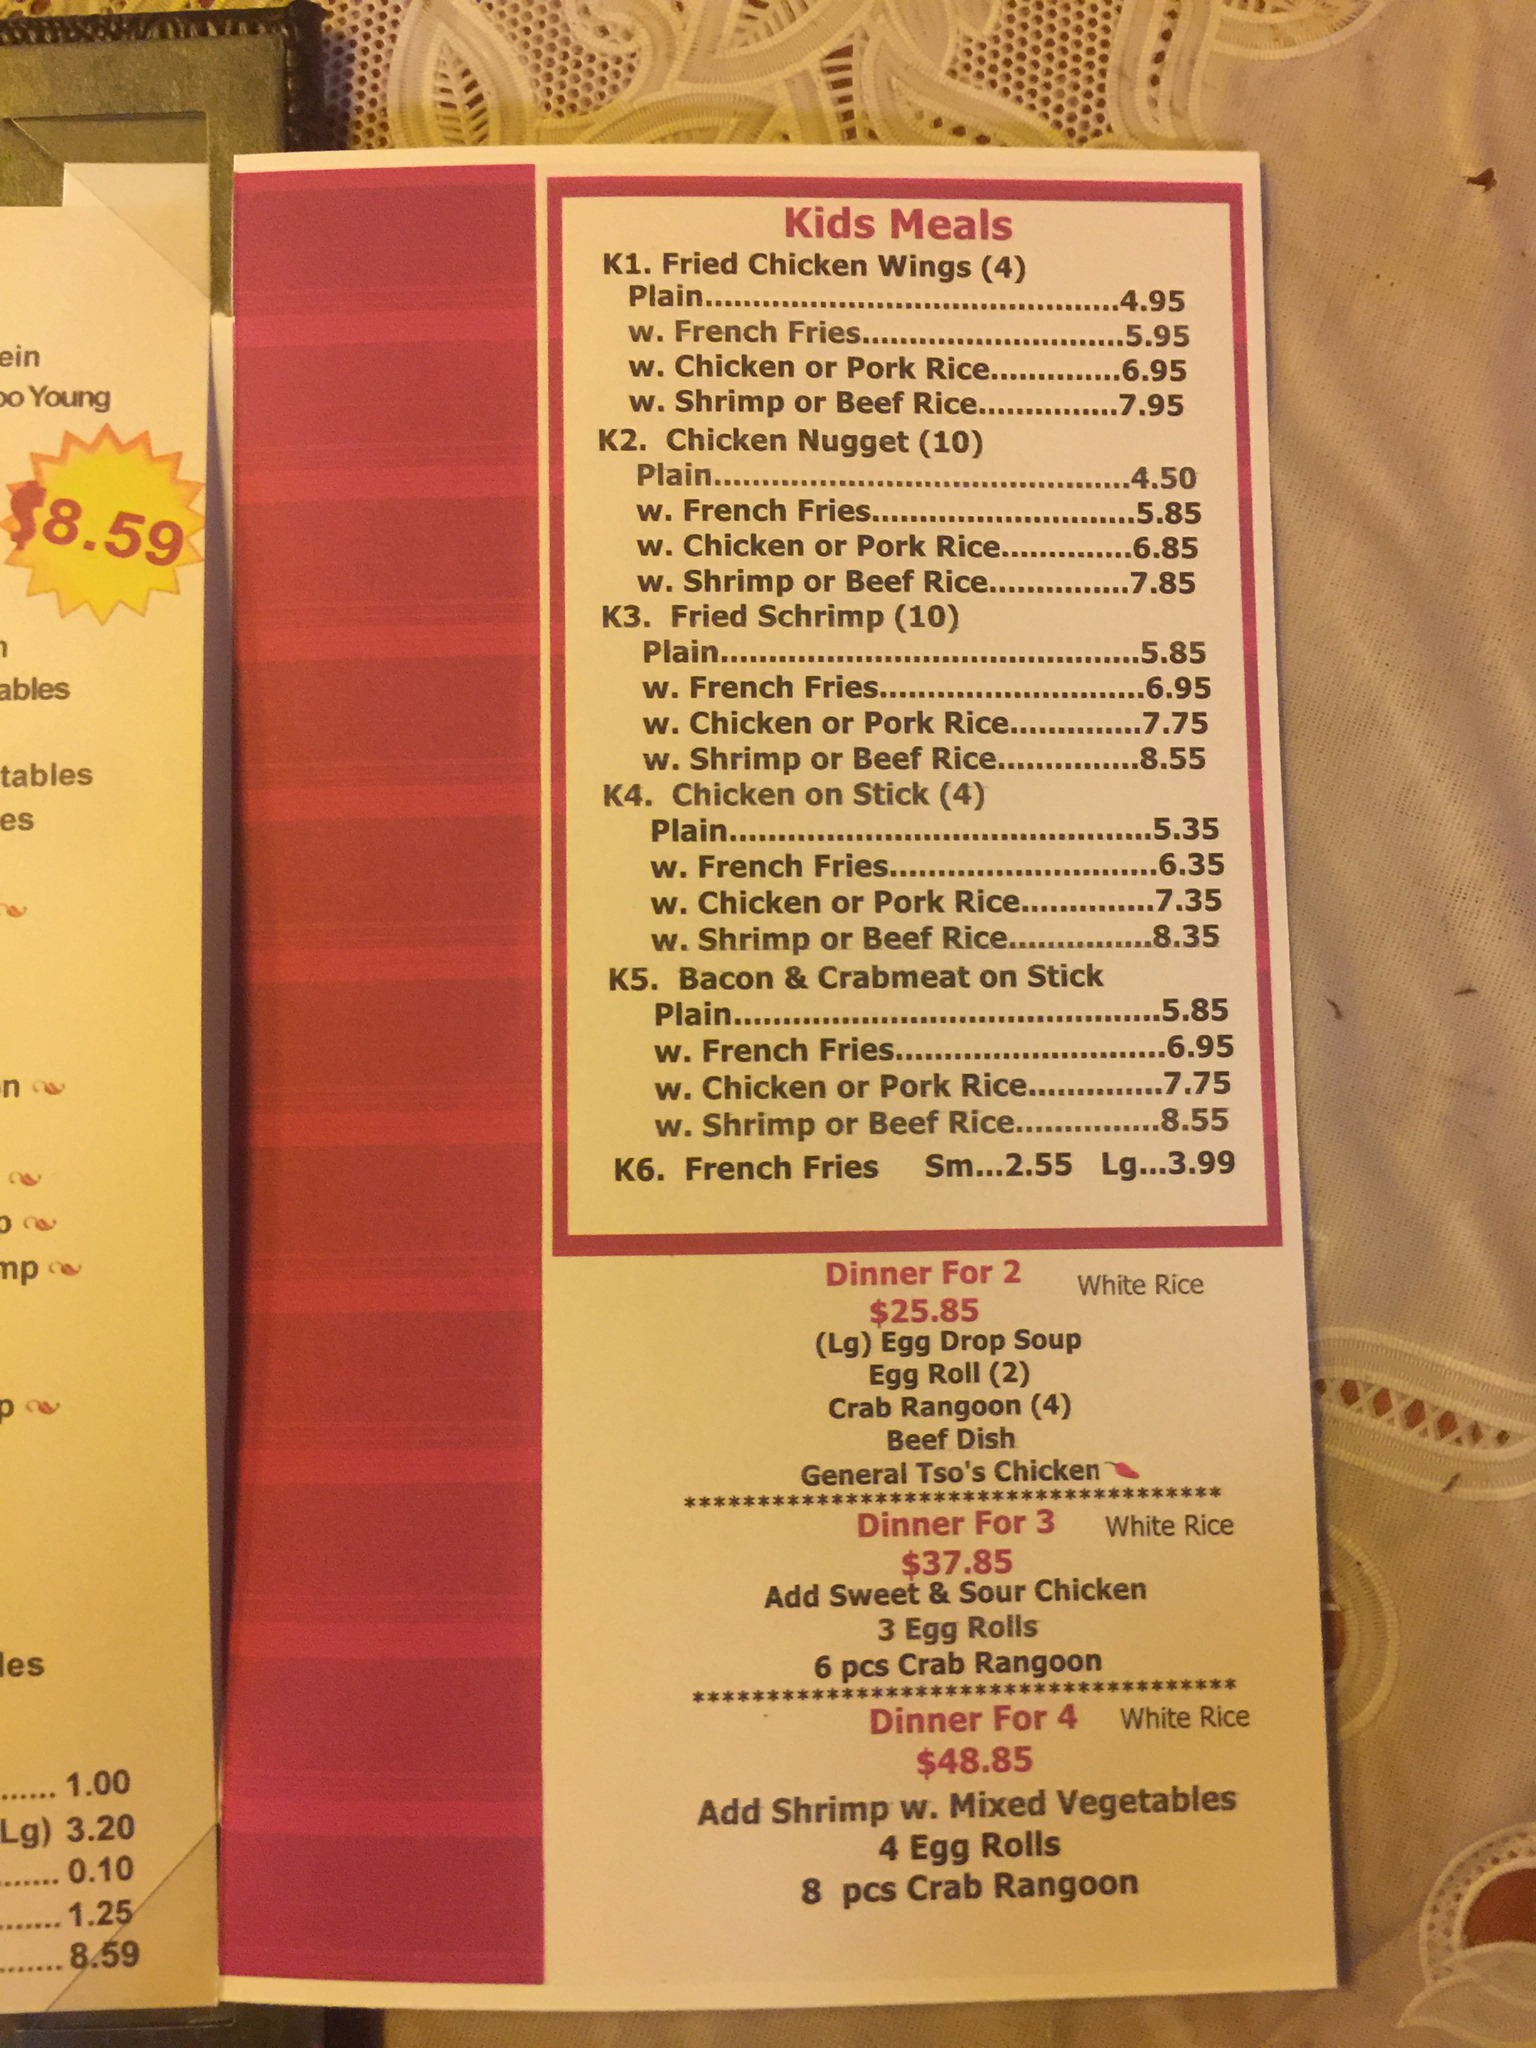 ein
oo Young
$8.59
ables
tables
es
mp
les
...... 1.00
Lg) 3.20
....... 0.10
....... 1.25
....... 8.59
Kids Meals
K1. Fried Chicken Wings (4)
Plain............................................4.95
w. French Fries............................5.95
w. Chicken or Pork Rice..............6.95
w. Shrimp or Beef Rice...............7.95
K2. Chicken Nugget (10)
Plain............................................4.50
w. French Fries............................5.85
w. Chicken or Pork Rice..............6.85
w. Shrimp or Beef Rice...............7.85
K3. Fried Schrimp (10)
Plain............................................5.85
w. French Fries............................6.95
w. Chicken or Pork Rice..............7.75
w. Shrimp or Beef Rice...............8.55
K4. Chicken on Stick (4)
Plain............................................5.35
w. French Fries............................6.35
w. Chicken or Pork Rice..............7.35
w. Shrimp or Beef Rice...............8.35
K5. Bacon & Crabmeat on Stick
Plain............................................5.85
w. French Fries............................6.95
w. Chicken or Pork Rice..............7.75
w. Shrimp or Beef Rice...............8.55
K6. French Fries Sm...2.55 Lg...3.99
Dinner For 2 White Rice
$25.85
(Lg) Egg Drop Soup
Egg Roll (2)
Crab Rangoon (4)
Beef Dish
General Tso's Chicken
*************************************
Dinner For 3 White Rice
$37.85
Add Sweet & Sour Chicken
3 Egg Rolls
6 pcs Crab Rangoon
*************************************
Dinner For 4 White Rice
$48.85
Add Shrimp w. Mixed Vegetables
4 Egg Rolls
8 pcs Crab Rangoon